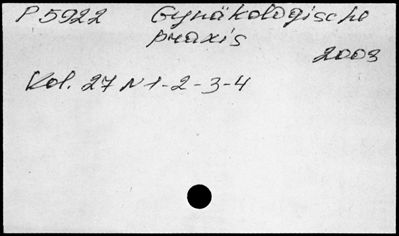 P 5922 Gynäkologische
praxis
2003
Vol. 27 N 1-2-3-4